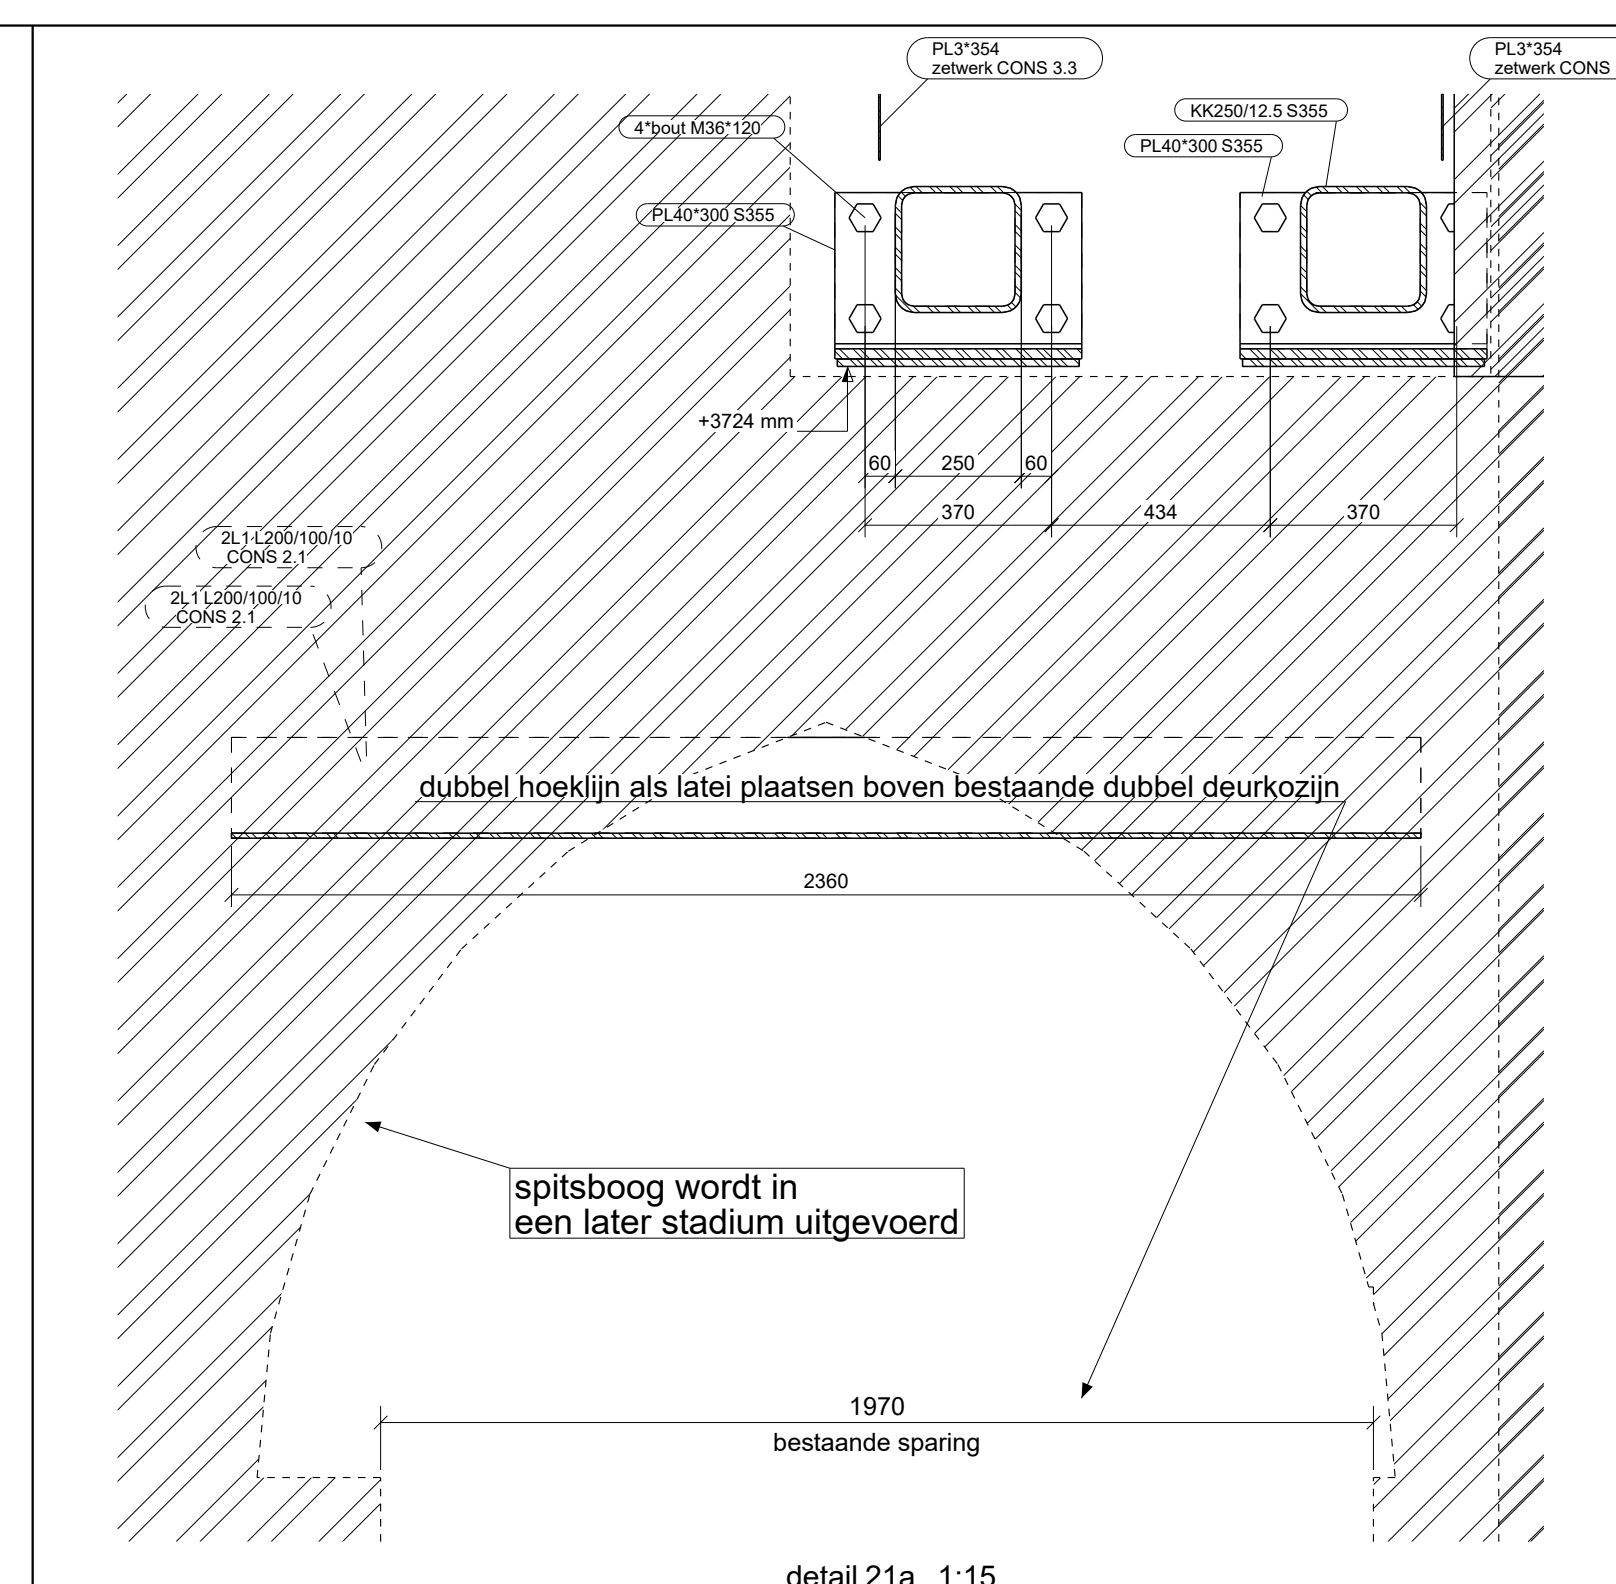 PL3*354
zetwerk CONS 3.3
PL3*354
zetwerk CONS
4*bout M36*120
KK250/12.5 S355
PL40*300 S355
PL40*300 S355
+3724 mm
60
250
60
370
434
370
2L1 L200/100/10
CONS 2.1
2L1 L200/100/10
CONS 2.1
dubbel hoeklijn als latei plaatsen boven bestaande dubbel deurkozijn
2360
spitsboog wordt in
een later stadium uitgevoerd
1970
bestaande sparing
detail 21a 1:15